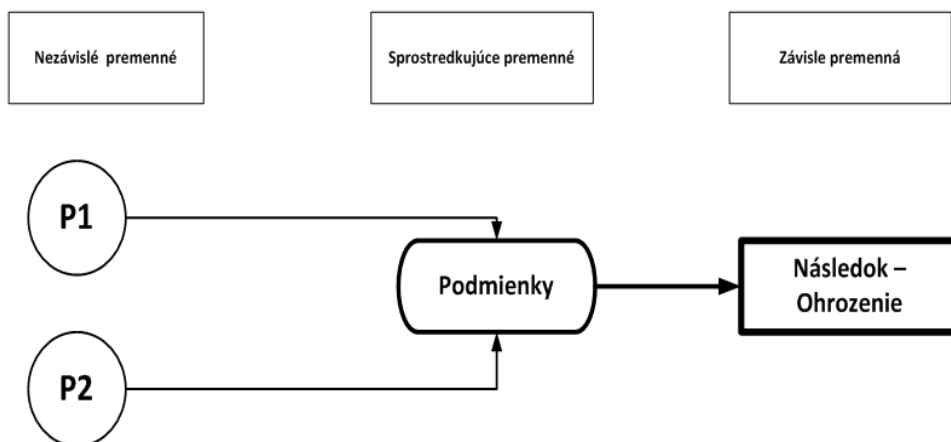 Nezávislé premenné
Sprostredkujúce premenné
Závisle premenná
P1
Podmienky
Následok –
Ohrozenie
P2